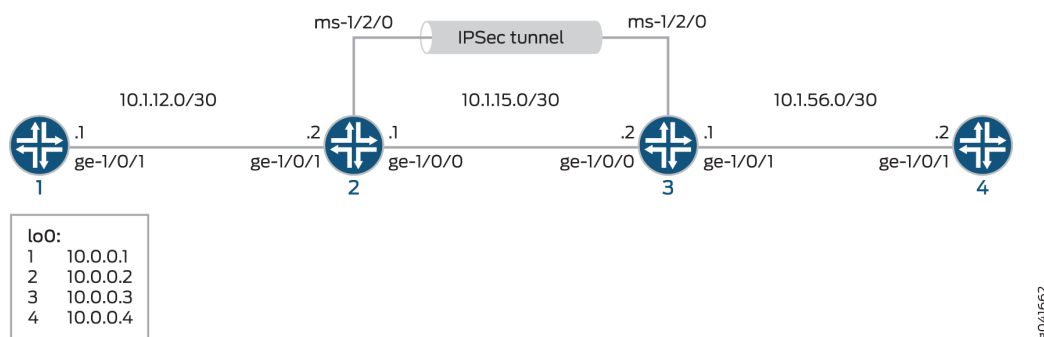 ms-1/2/0 ms-1/2/0
IPSec tunnel
10.1.12.0/30 10.1.15.0/30 10.1.56.0/30
.1 .2 .1 .2 .1 .2
ge-1/0/1 ge-1/0/1 ge-1/0/0 ge-1/0/0 ge-1/0/1 ge-1/0/1
1 2 3 4
lo0:
1 10.0.0.1
2 10.0.0.2
3 10.0.0.3
4 10.0.0.4
g041662